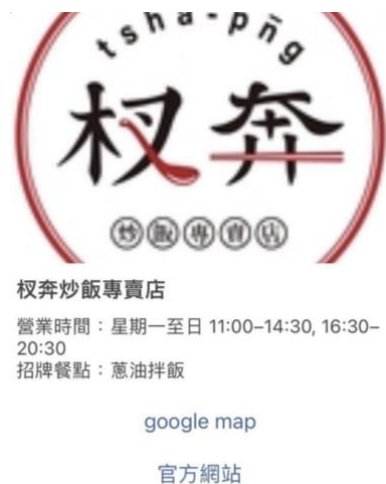 tsha-pn̄g
杈奔
炒飯專賣店
杈奔炒飯專賣店
營業時間：星期一至日 11:00–14:30, 16:30–
20:30
招牌餐點：蔥油拌飯
google map
官方網站